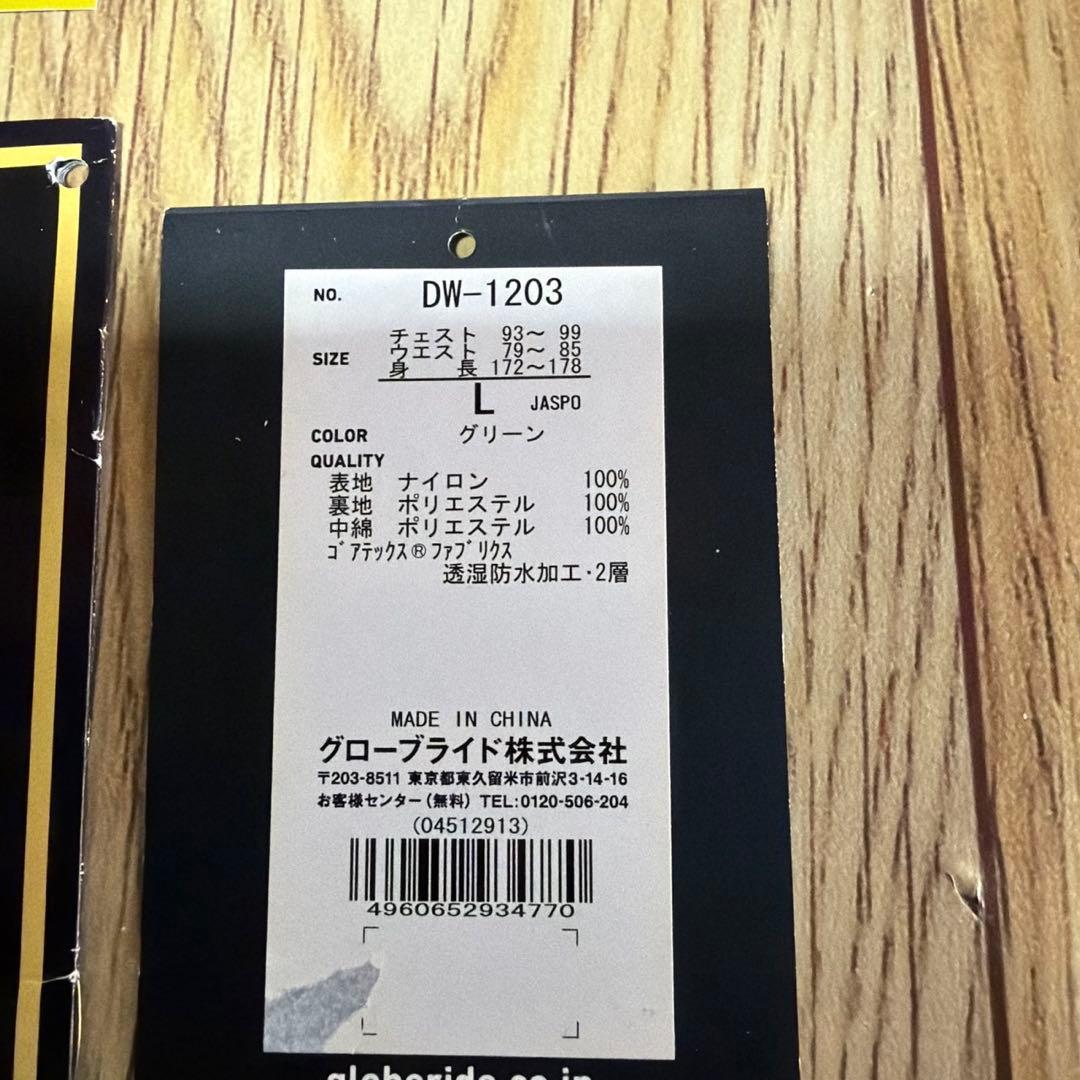 NO. DW-1203
チェスト 93～ 99
SIZE ウエスト 79～ 85
身 長 172～178
L JASPO
COLOR グリーン
QUALITY
表地 ナイロン 100%
裏地 ポリエステル 100%
中綿 ポリエステル 100%
ｺﾞｱﾃｯｸｽ®ﾌｧﾌﾞﾘｸｽ
透湿防水加工･2層
MADE IN CHINA
グローブライド株式会社
〒203-8511 東京都東久留米市前沢3-14-16
お客様センター(無料) TEL:0120-506-204
(04512913)
4960652934770
globeride.co.jp